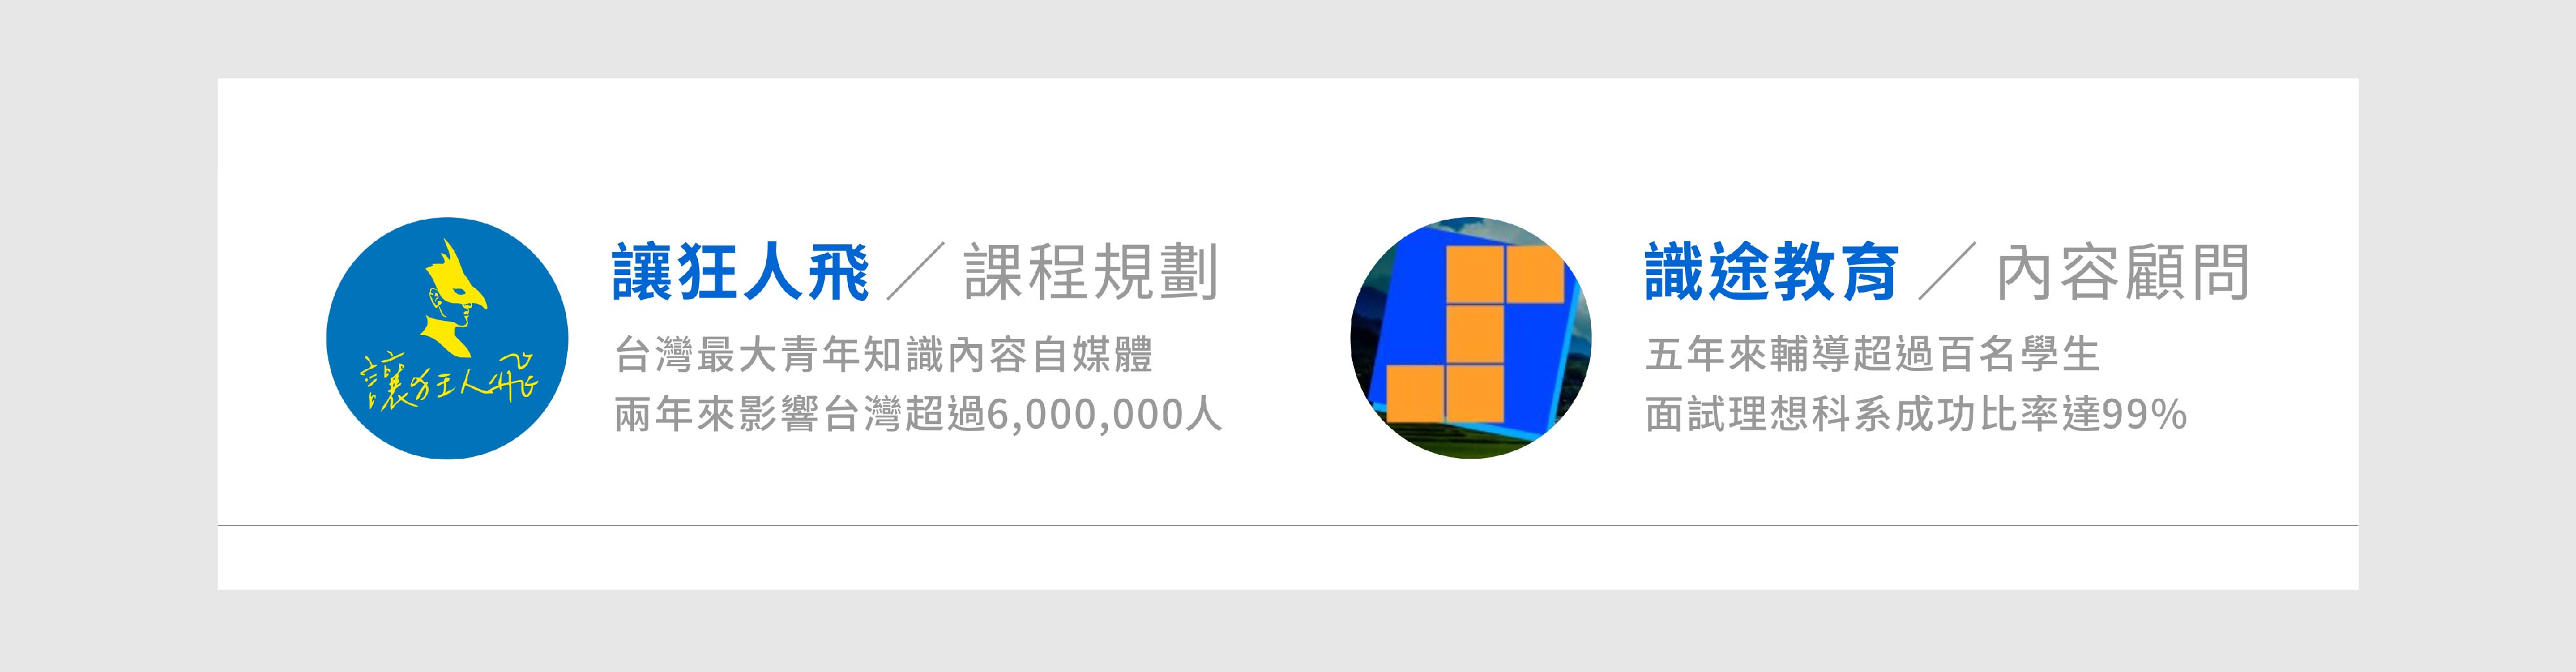 讓狂人飛
讓狂人飛／課程規劃
台灣最大青年知識內容自媒體
兩年來影響台灣超過6,000,000人
識途教育／內容顧問
五年來輔導超過百名學生
面試理想科系成功比率達99%